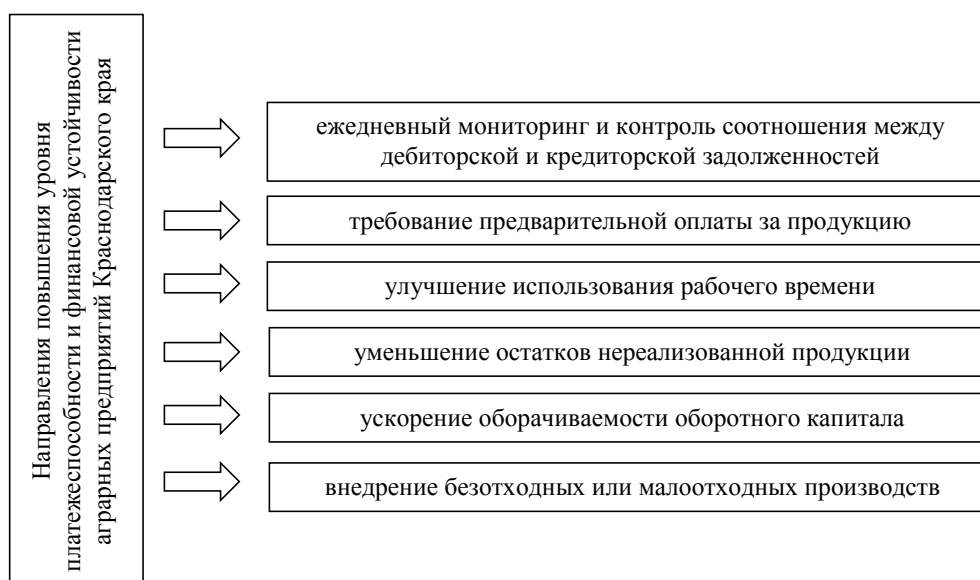 Направления повышения уровня
платежеспособности и финансовой устойчивости
аграрных предприятий Краснодарского края
ежедневный мониторинг и контроль соотношения между
дебиторской и кредиторской задолженностей
требование предварительной оплаты за продукцию
улучшение использования рабочего времени
уменьшение остатков нереализованной продукции
ускорение оборачиваемости оборотного капитала
внедрение безотходных или малоотходных производств